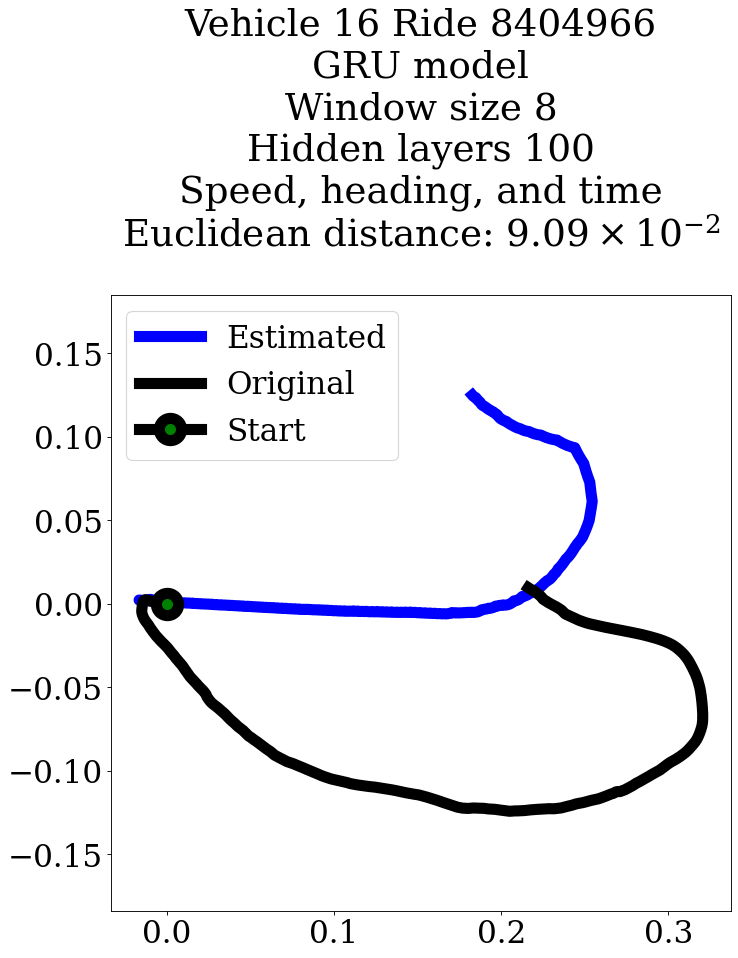 Vehicle 16 Ride 8404966
GRU model
Window size 8
Hidden layers 100
Speed, heading, and time
Euclidean distance: 9.09 × 10⁻²
Estimated
Original
Start
0.15
0.10
0.05
0.00
−0.05
−0.10
−0.15
0.0 0.1 0.2 0.3